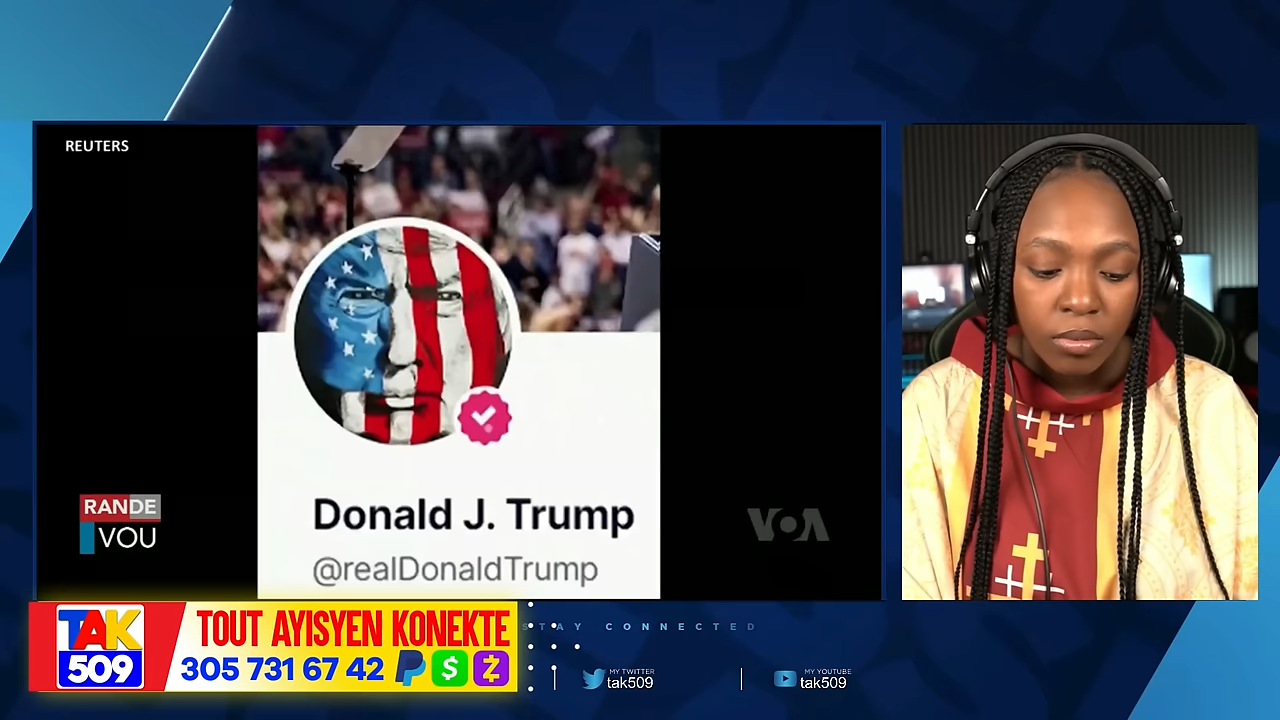 REUTERS
Donald J. Trump
@realDonaldTrump
RANDE
VOU
VOA
TAK
509
TOUT AYISYEN KONEKTE
305 731 67 42
STAY CONNECTED
MY TWITTER
tak509
MY YOUTUBE
tak509